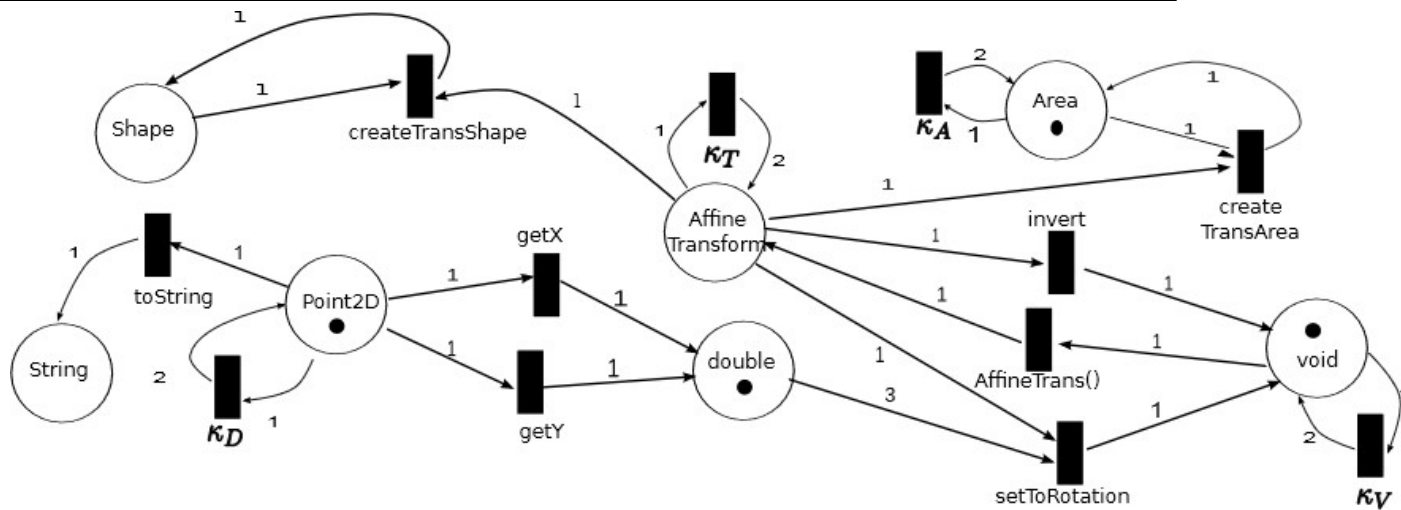 1
Shape
1
createTransShape
1
1
κT
2
2
κA
1
Area
1
1
create
TransArea
1
Affine
Transform
1
invert
1
1
toString
1
String
Point2D
2
κD
1
1
getX
1
1
getY
1
double
3
1
1
AffineTrans()
1
void
1
setToRotation
2
κV